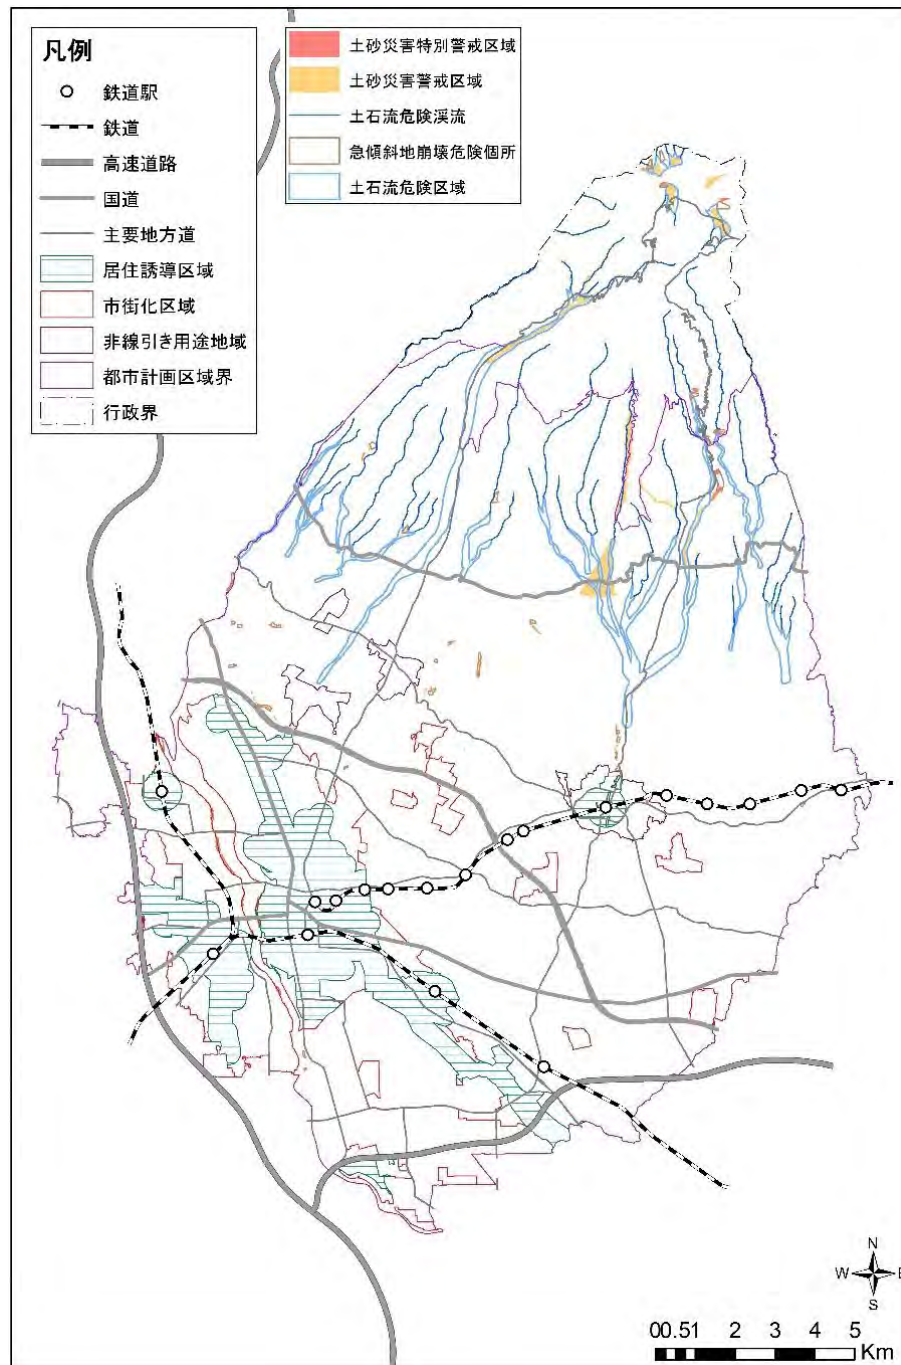 凡例
鉄道駅
鉄道
高速道路
国道
主要地方道
居住誘導区域
市街化区域
非線引き用途地域
都市計画区域界
行政界
土砂災害特別警戒区域
土砂災害警戒区域
土石流危険渓流
急傾斜地崩壊危険個所
土石流危険区域
N
W E
S
00.51 2 3 4 5
Km